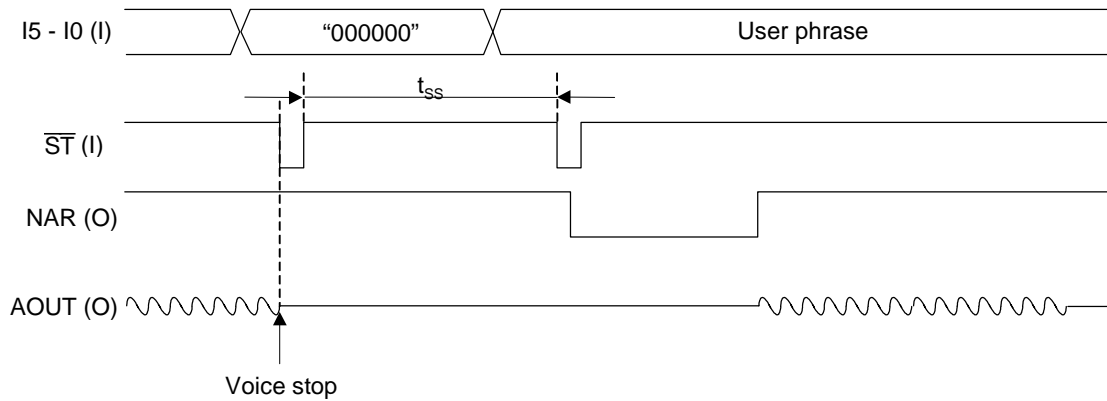 I5 - I0 (I)
“000000”
User phrase
tSS
ST (I)
NAR (O)
AOUT (O)
Voice stop